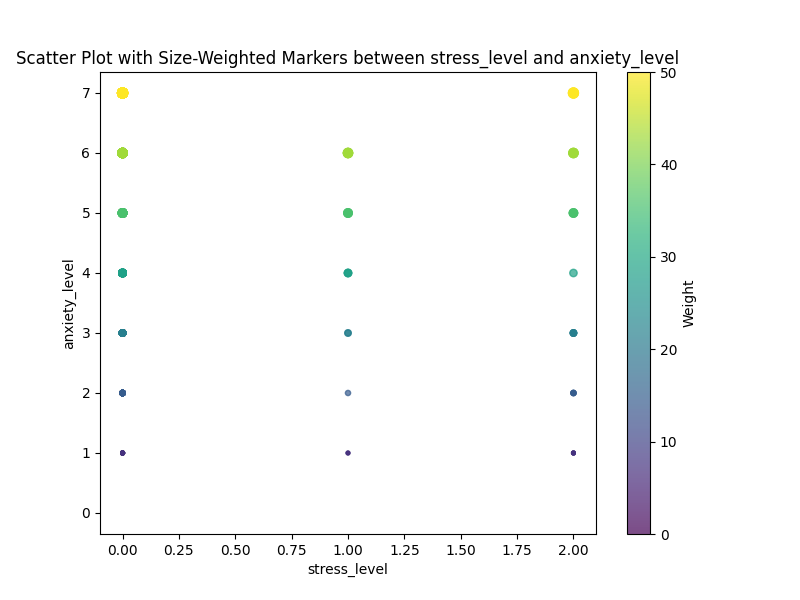 Scatter Plot with Size-Weighted Markers between stress_level and anxiety_level
7
6
5
4
3
2
1
0
anxiety_level
0.00 0.25 0.50 0.75 1.00 1.25 1.50 1.75 2.00
stress_level
50
40
30
20
10
0
Weight